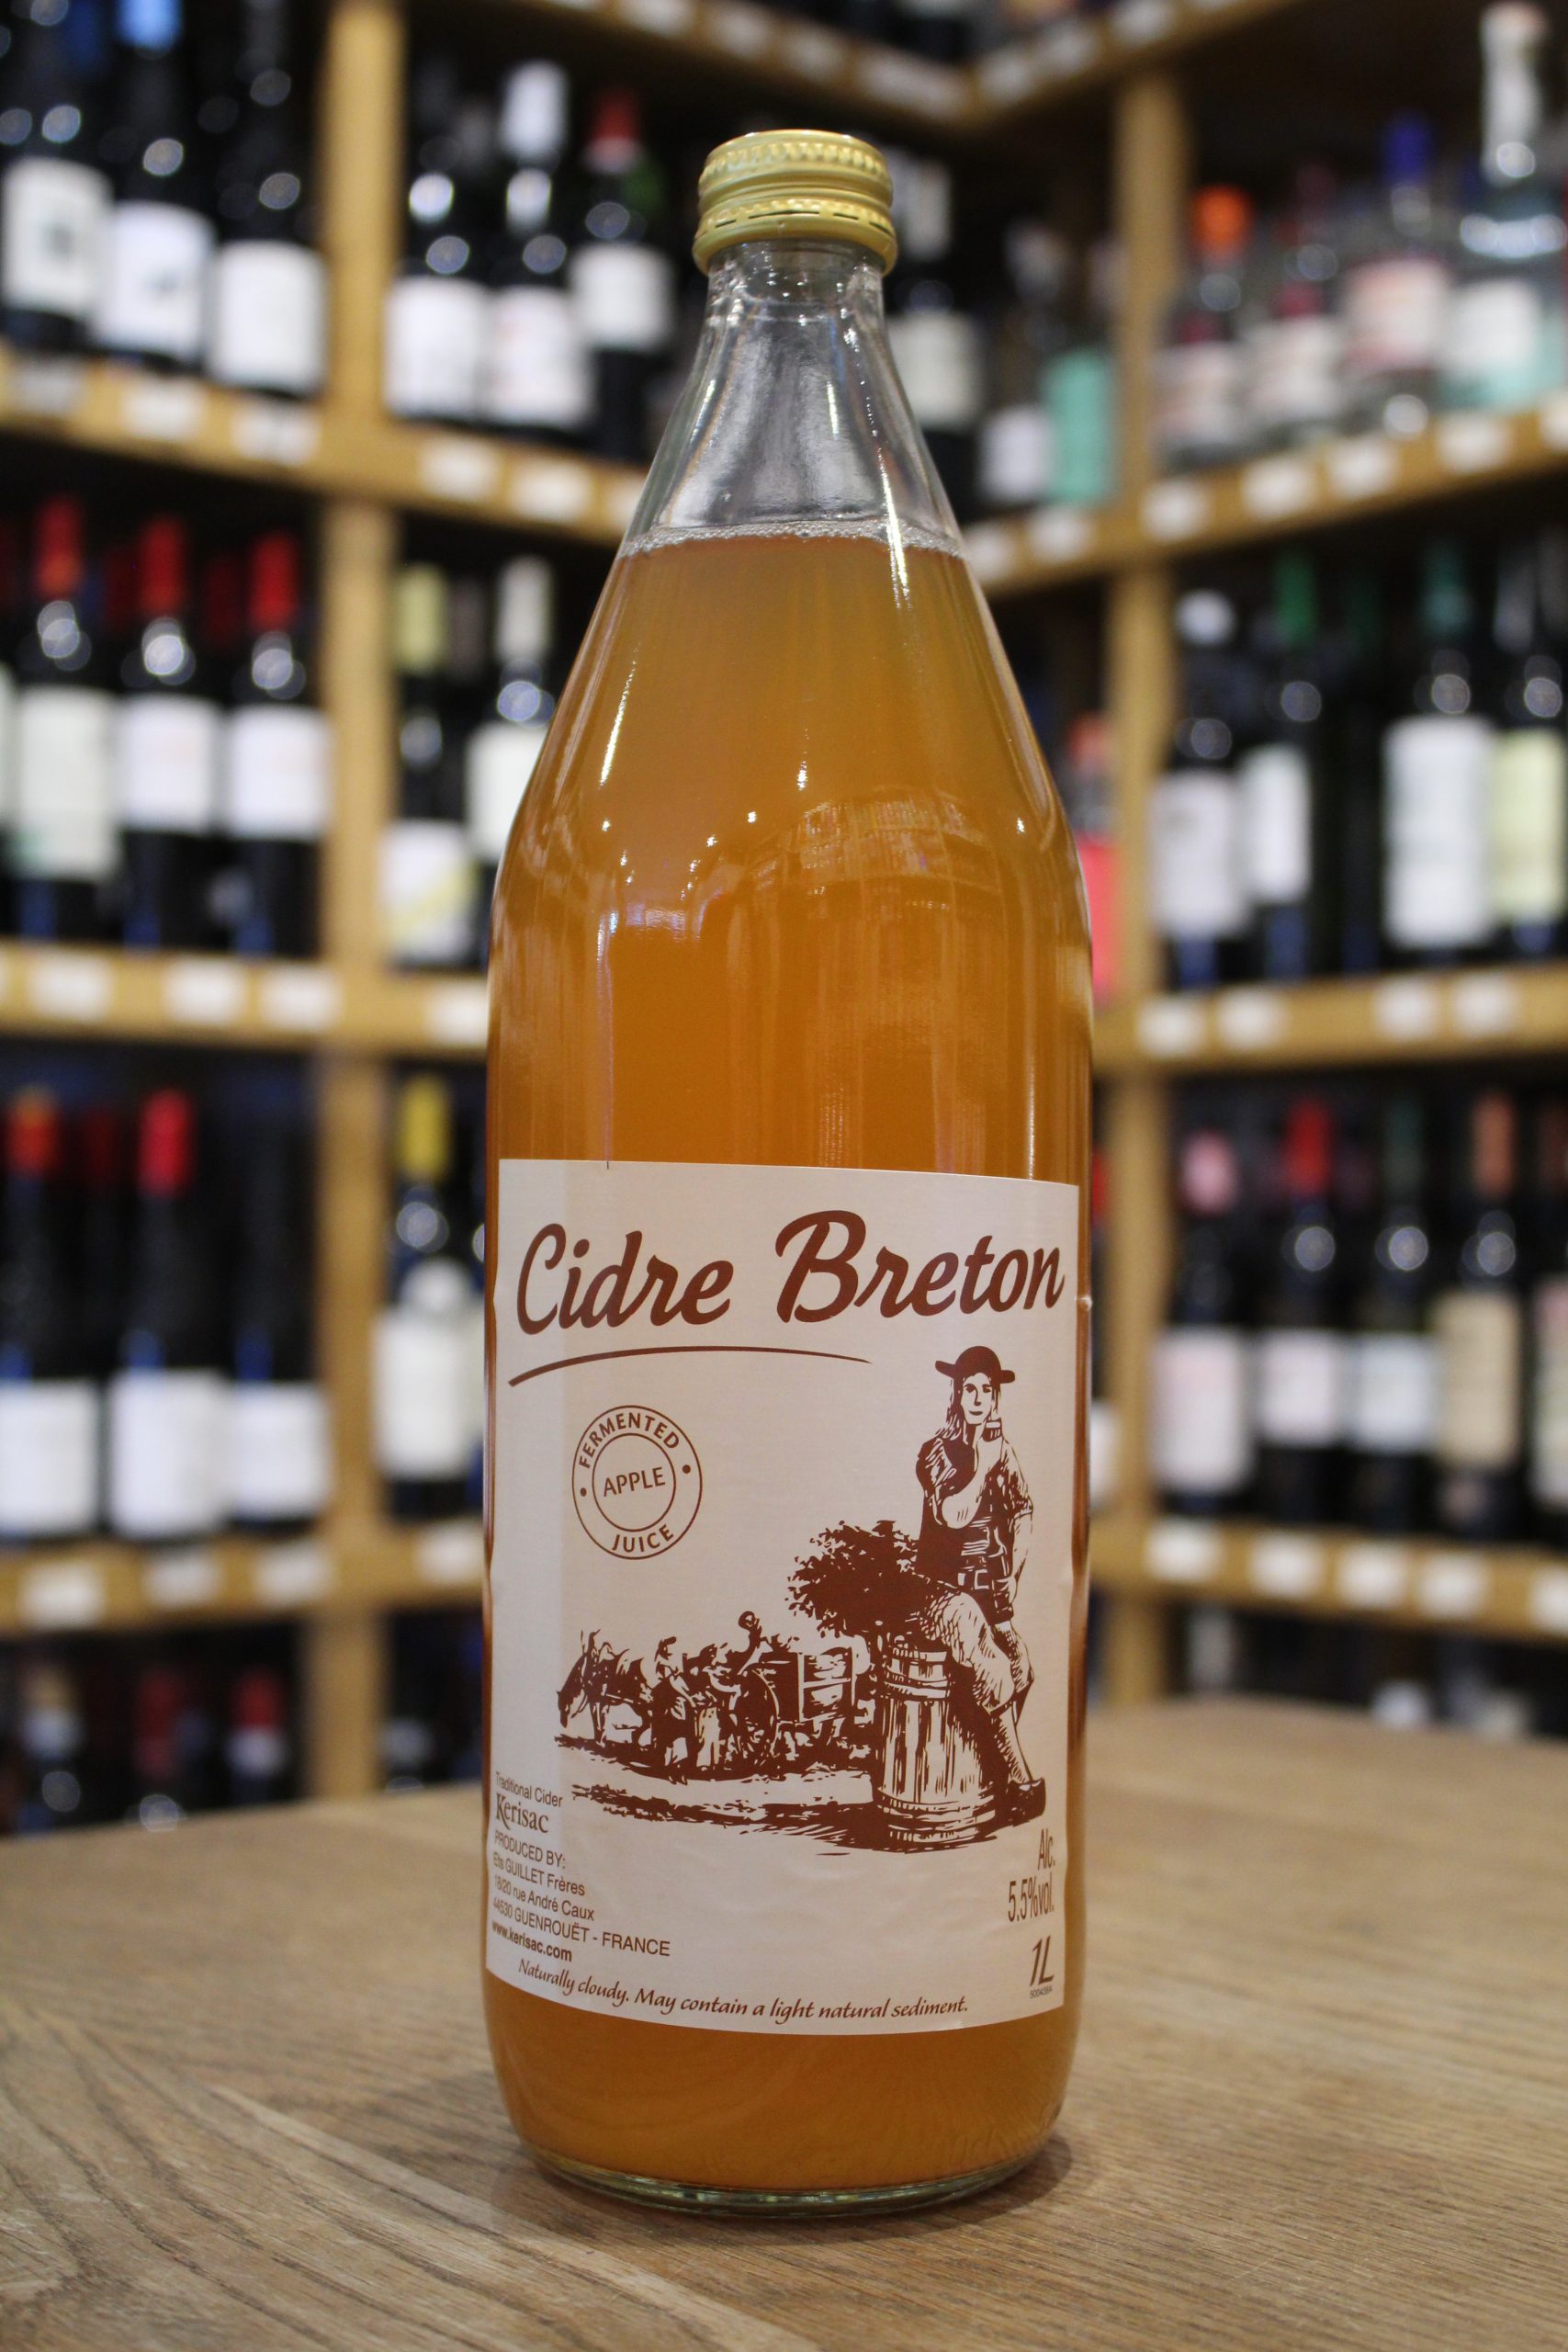 Cidre Breton
FERMENTED
APPLE
JUICE
Traditional Cider
Kerisac
PRODUCED BY:
Ets GUILLET Frères
18/20 rue André Caux
44530 GUENROUËT - FRANCE
www.kerisac.com
Alc.
5.5%vol.
1L
Naturally cloudy. May contain a light natural sediment.